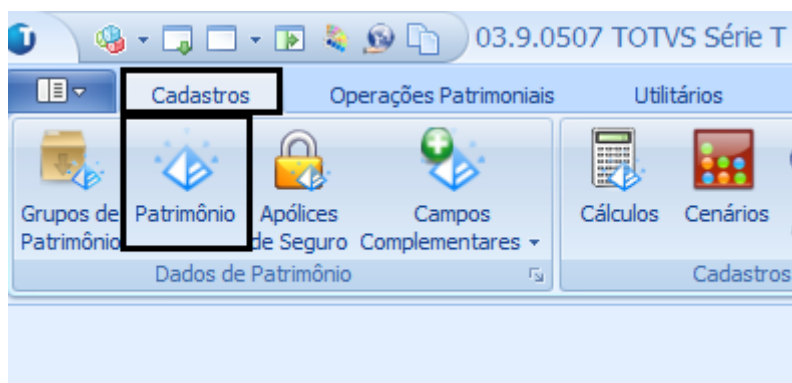 03.9.0507 TOTVS Série T
Cadastros Operações Patrimoniais Utilitários
Grupos de Patrimônio Apólices Campos Cálculos Cenários
Patrimônio de Seguro Complementares
Dados de Patrimônio Cadastros